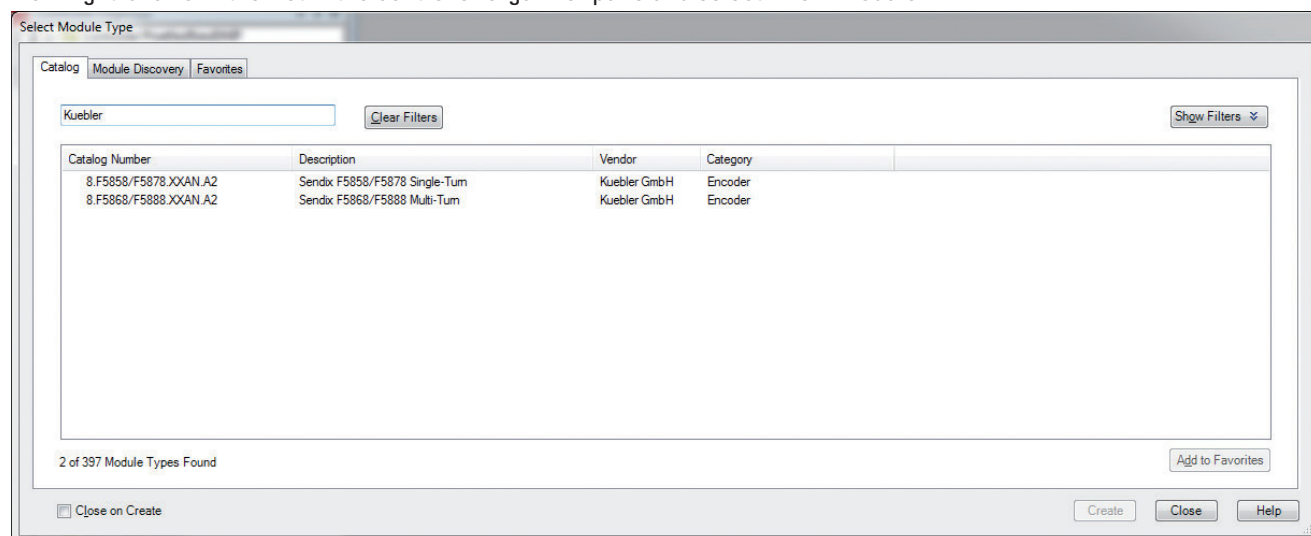 Select Module Type
Catalog Module Discovery Favorites
Kuebler Clear Filters Show Filters
Catalog Number Description Vendor Category
8.F5858/F5878.XXAN.A2 Sendix F5858/F5878 Single-Turn Kuebler GmbH Encoder
8.F5868/F5888.XXAN.A2 Sendix F5868/F5888 Multi-Turn Kuebler GmbH Encoder
2 of 397 Module Types Found Add to Favorites
Close on Create Create Close Help